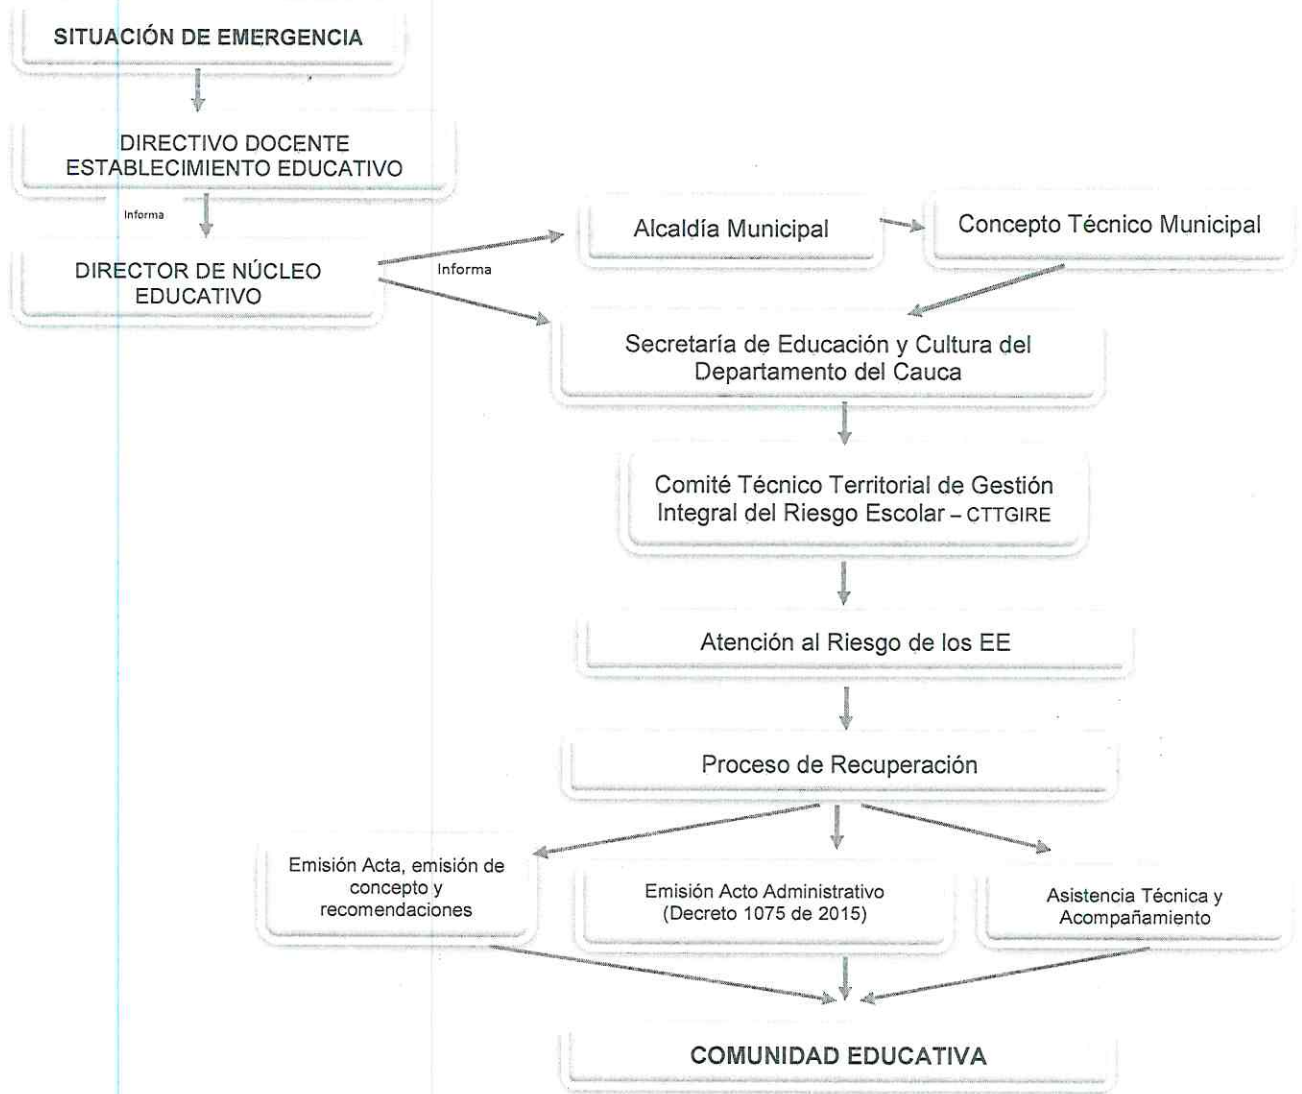 SITUACIÓN DE EMERGENCIA
DIRECTIVO DOCENTE
ESTABLECIMIENTO EDUCATIVO
Informa
DIRECTOR DE NÚCLEO
EDUCATIVO
Informa
Alcaldía Municipal
Concepto Técnico Municipal
Secretaría de Educación y Cultura del
Departamento del Cauca
Comité Técnico Territorial de Gestión
Integral del Riesgo Escolar – CTTGIRE
Atención al Riesgo de los EE
Proceso de Recuperación
Emisión Acta, emisión de
concepto y
recomendaciones
Emisión Acto Administrativo
(Decreto 1075 de 2015)
Asistencia Técnica y
Acompañamiento
COMUNIDAD EDUCATIVA